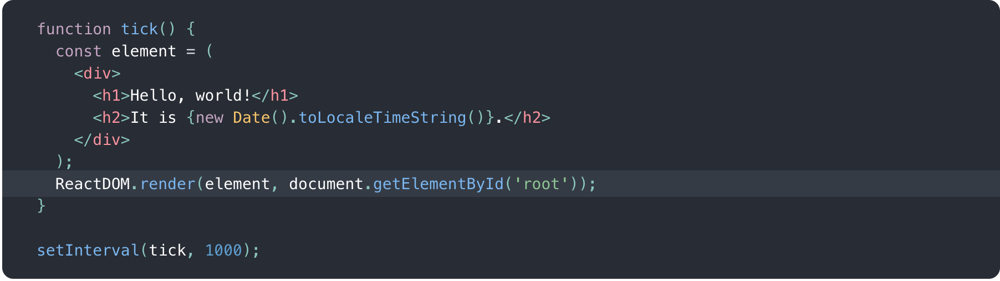 function tick() {
  const element = (
    <div>
      <h1>Hello, world!</h1>
      <h2>It is {new Date().toLocaleTimeString()}.</h2>
    </div>
  );
  ReactDOM.render(element, document.getElementById('root'));
}

setInterval(tick, 1000);